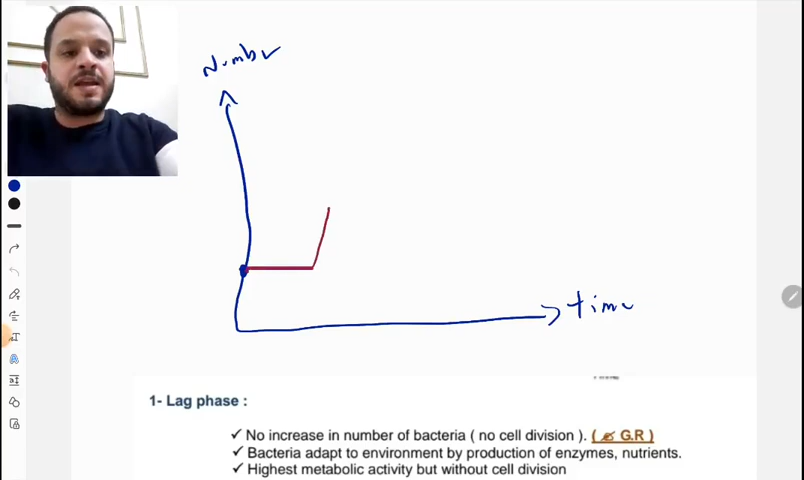 Number
time
1- Lag phase :
✓ No increase in number of bacteria ( no cell division ). ( ✍ G.R )
✓ Bacteria adapt to environment by production of enzymes, nutrients.
✓ Highest metabolic activity but without cell division